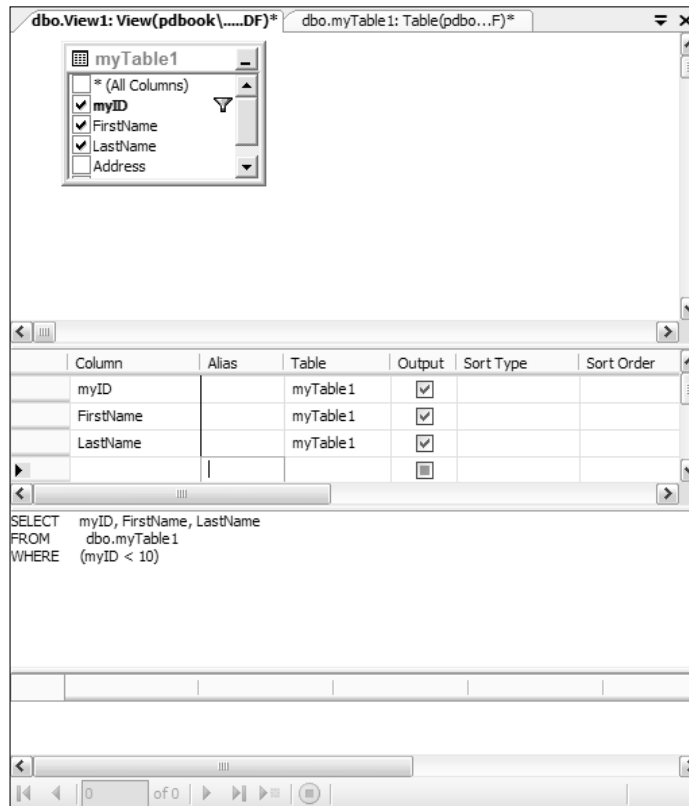 dbo.View1: View(pdbook\.....DF)* dbo.myTable1: Table(pdbo...F)*
myTable1
* (All Columns)
myID
FirstName
LastName
Address
Column Alias Table Output Sort Type Sort Order
myID myTable1
FirstName myTable1
LastName myTable1
SELECT myID, FirstName, LastName
FROM dbo.myTable1
WHERE (myID < 10)
0 of 0